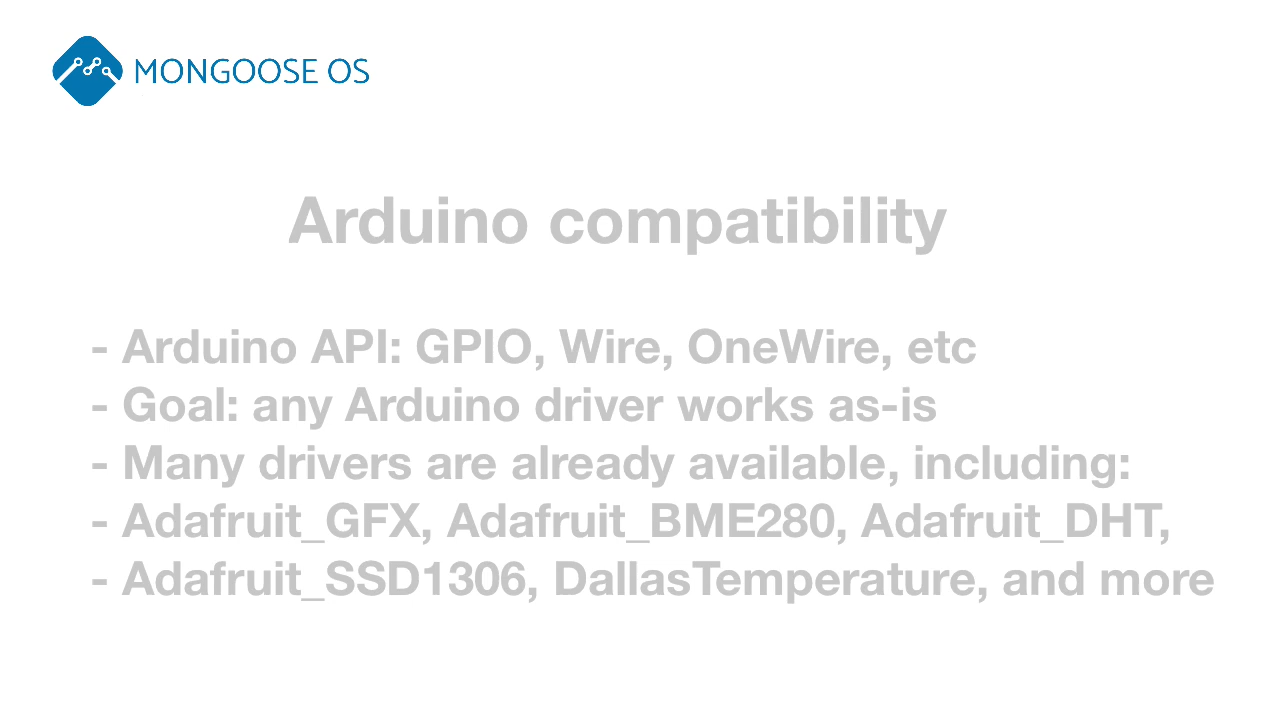 MONGOOSE OS
Arduino compatibility
- Arduino API: GPIO, Wire, OneWire, etc
- Goal: any Arduino driver works as-is
- Many drivers are already available, including:
- Adafruit_GFX, Adafruit_BME280, Adafruit_DHT,
- Adafruit_SSD1306, DallasTemperature, and more